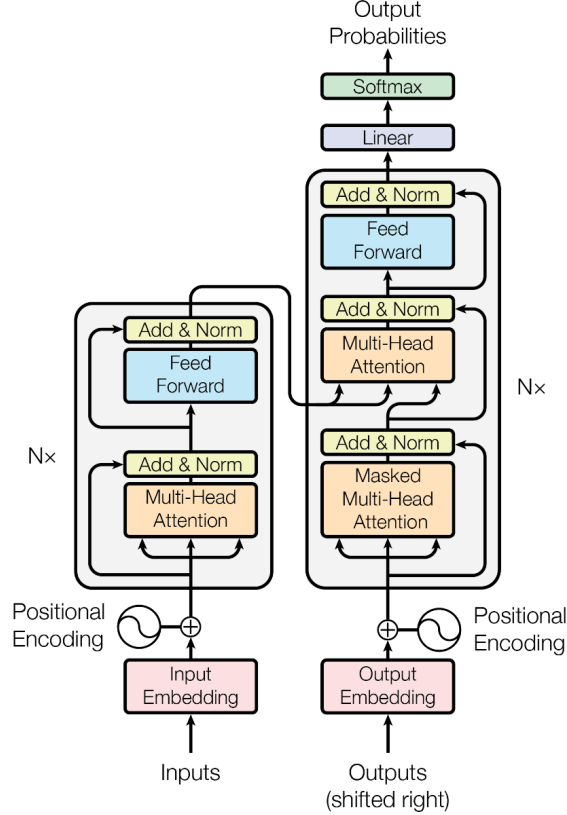 Output
Probabilities
Softmax
Linear
Add & Norm
Feed
Forward
Add & Norm
Multi-Head
Attention
Add & Norm
Masked
Multi-Head
Attention
N×
Positional
Encoding
Output
Embedding
Outputs
(shifted right)
Add & Norm
Feed
Forward
Add & Norm
Multi-Head
Attention
N×
Positional
Encoding
Input
Embedding
Inputs